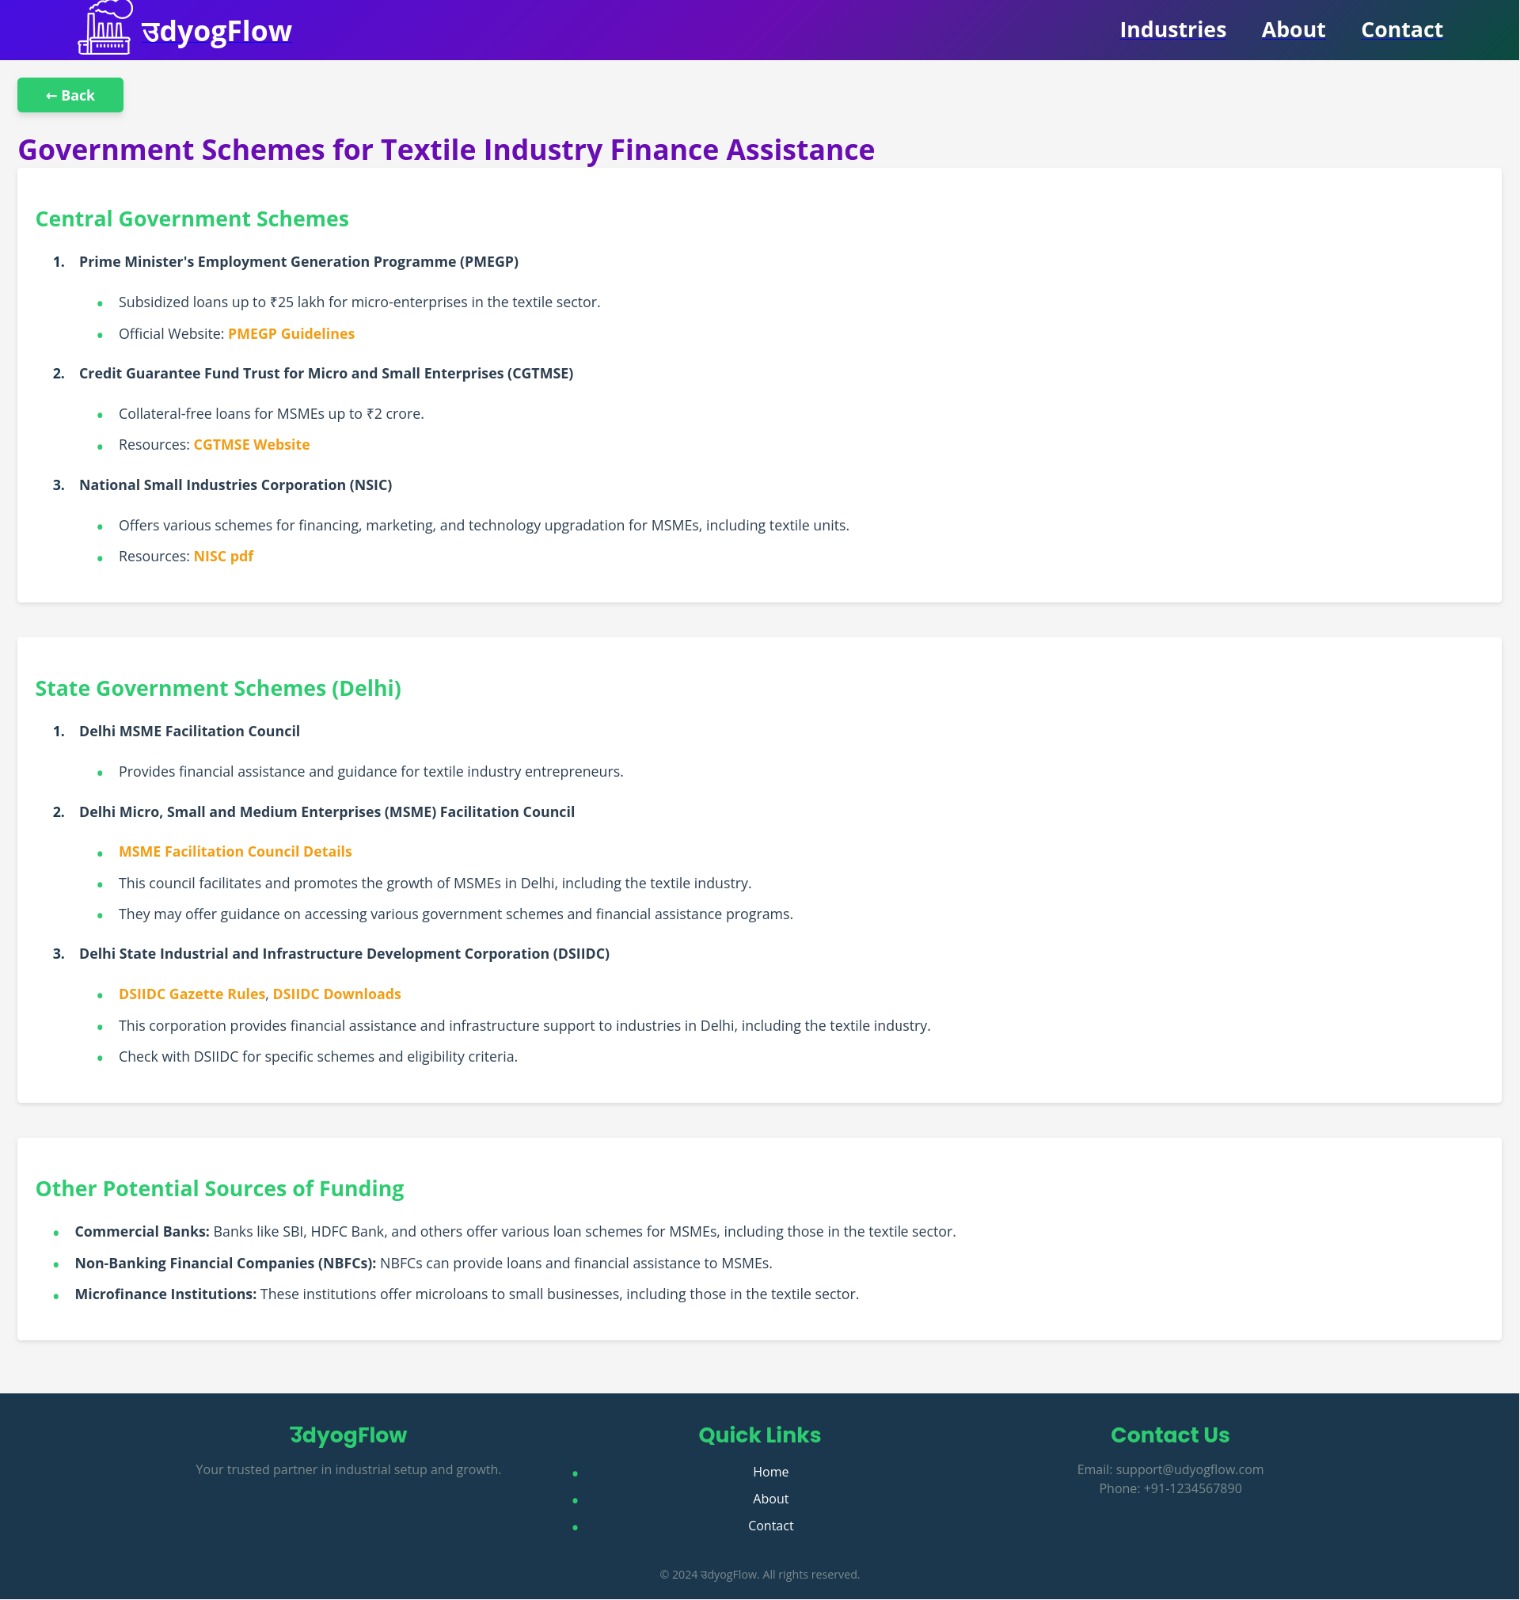 उdyogFlow
Industries About Contact
← Back
Government Schemes for Textile Industry Finance Assistance
Central Government Schemes
1. Prime Minister's Employment Generation Programme (PMEGP)
• Subsidized loans up to ₹25 lakh for micro-enterprises in the textile sector.
• Official Website: PMEGP Guidelines
2. Credit Guarantee Fund Trust for Micro and Small Enterprises (CGTMSE)
• Collateral-free loans for MSMEs up to ₹2 crore.
• Resources: CGTMSE Website
3. National Small Industries Corporation (NSIC)
• Offers various schemes for financing, marketing, and technology upgradation for MSMEs, including textile units.
• Resources: NISC pdf
State Government Schemes (Delhi)
1. Delhi MSME Facilitation Council
• Provides financial assistance and guidance for textile industry entrepreneurs.
2. Delhi Micro, Small and Medium Enterprises (MSME) Facilitation Council
• MSME Facilitation Council Details
• This council facilitates and promotes the growth of MSMEs in Delhi, including the textile industry.
• They may offer guidance on accessing various government schemes and financial assistance programs.
3. Delhi State Industrial and Infrastructure Development Corporation (DSIIDC)
• DSIIDC Gazette Rules, DSIIDC Downloads
• This corporation provides financial assistance and infrastructure support to industries in Delhi, including the textile industry.
• Check with DSIIDC for specific schemes and eligibility criteria.
Other Potential Sources of Funding
• Commercial Banks: Banks like SBI, HDFC Bank, and others offer various loan schemes for MSMEs, including those in the textile sector.
• Non-Banking Financial Companies (NBFCs): NBFCs can provide loans and financial assistance to MSMEs.
• Microfinance Institutions: These institutions offer microloans to small businesses, including those in the textile sector.
उdyogFlow
Your trusted partner in industrial setup and growth.
Quick Links
• Home
• About
• Contact
Contact Us
Email: support@udyogflow.com
Phone: +91-1234567890
© 2024 उdyogFlow. All rights reserved.